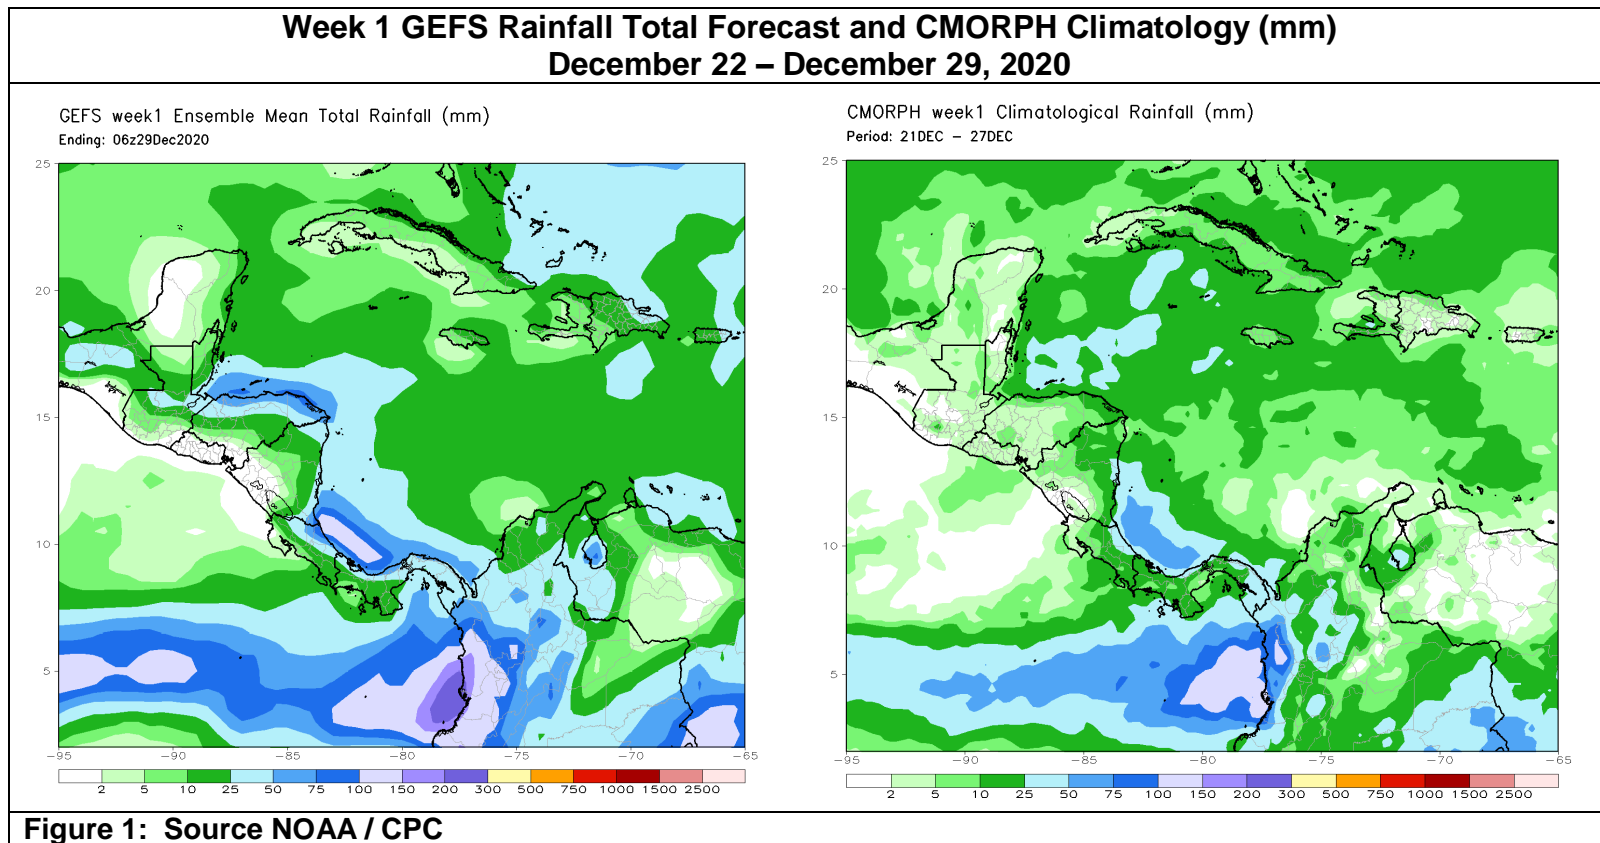 Week 1 GEFS Rainfall Total Forecast and CMORPH Climatology (mm)
December 22 – December 29, 2020
GEFS week1 Ensemble Mean Total Rainfall (mm)
Ending: 06z29Dec2020
25
20
15
10
5
-95 -90 -85 -80 -75 -70 -65
2 5 10 25 50 75 100 150 200 300 500 750 1000 1500 2500
CMORPH week1 Climatological Rainfall (mm)
Period: 21DEC – 27DEC
25
20
15
10
5
-95 -90 -85 -80 -75 -70 -65
2 5 10 25 50 75 100 150 200 300 500 750 1000 1500 2500
Figure 1: Source NOAA / CPC